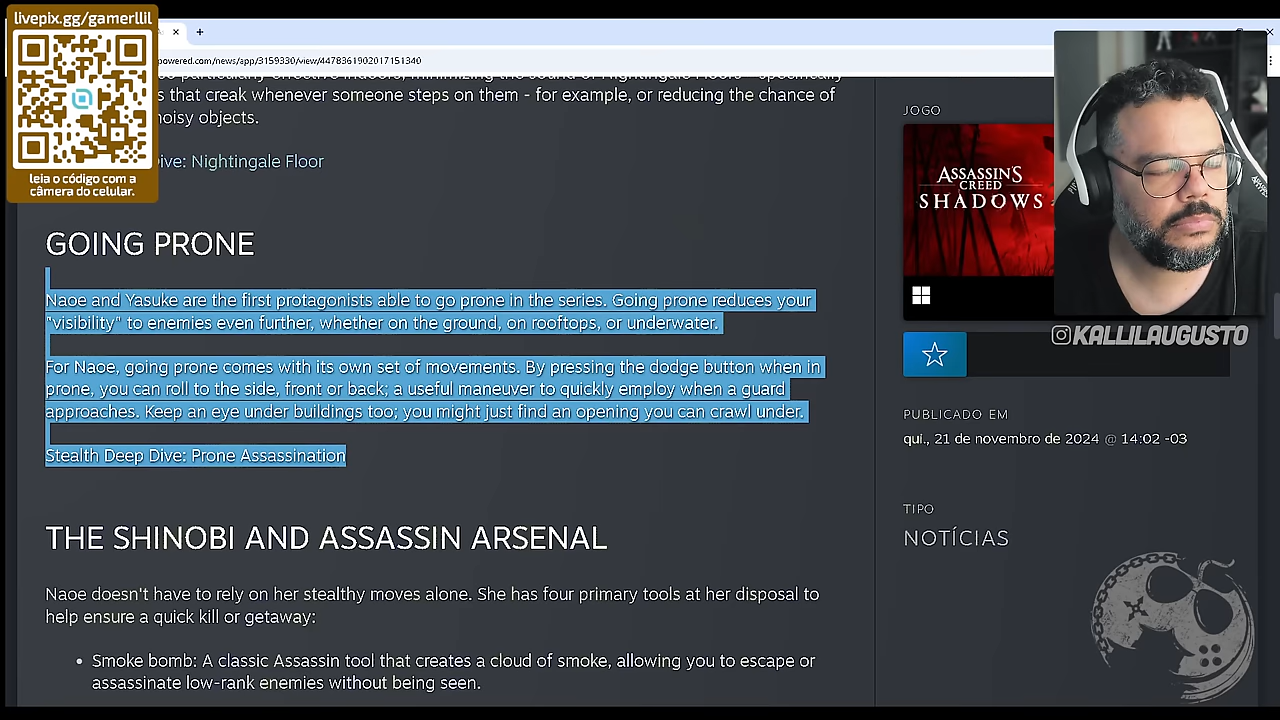 livepix.gg/gamerllil
leia o código com a
câmera do celular.
powered.com/news/app/3159330/view/4478361902017151340
s that creak whenever someone steps on them - for example, or reducing the chance of
noisy objects.
ive: Nightingale Floor
GOING PRONE
Naoe and Yasuke are the first protagonists able to go prone in the series. Going prone reduces your
"visibility" to enemies even further, whether on the ground, on rooftops, or underwater.
For Naoe, going prone comes with its own set of movements. By pressing the dodge button when in
prone, you can roll to the side, front or back; a useful maneuver to quickly employ when a guard
approaches. Keep an eye under buildings too; you might just find an opening you can crawl under.
Stealth Deep Dive: Prone Assassination
THE SHINOBI AND ASSASSIN ARSENAL
Naoe doesn't have to rely on her stealthy moves alone. She has four primary tools at her disposal to
help ensure a quick kill or getaway:
• Smoke bomb: A classic Assassin tool that creates a cloud of smoke, allowing you to escape or
assassinate low-rank enemies without being seen.
JOGO
ASSASSIN'S
CREED
SHADOWS
KALLILAUGUSTO
PUBLICADO EM
qui., 21 de novembro de 2024 @ 14:02 -03
TIPO
NOTÍCIAS